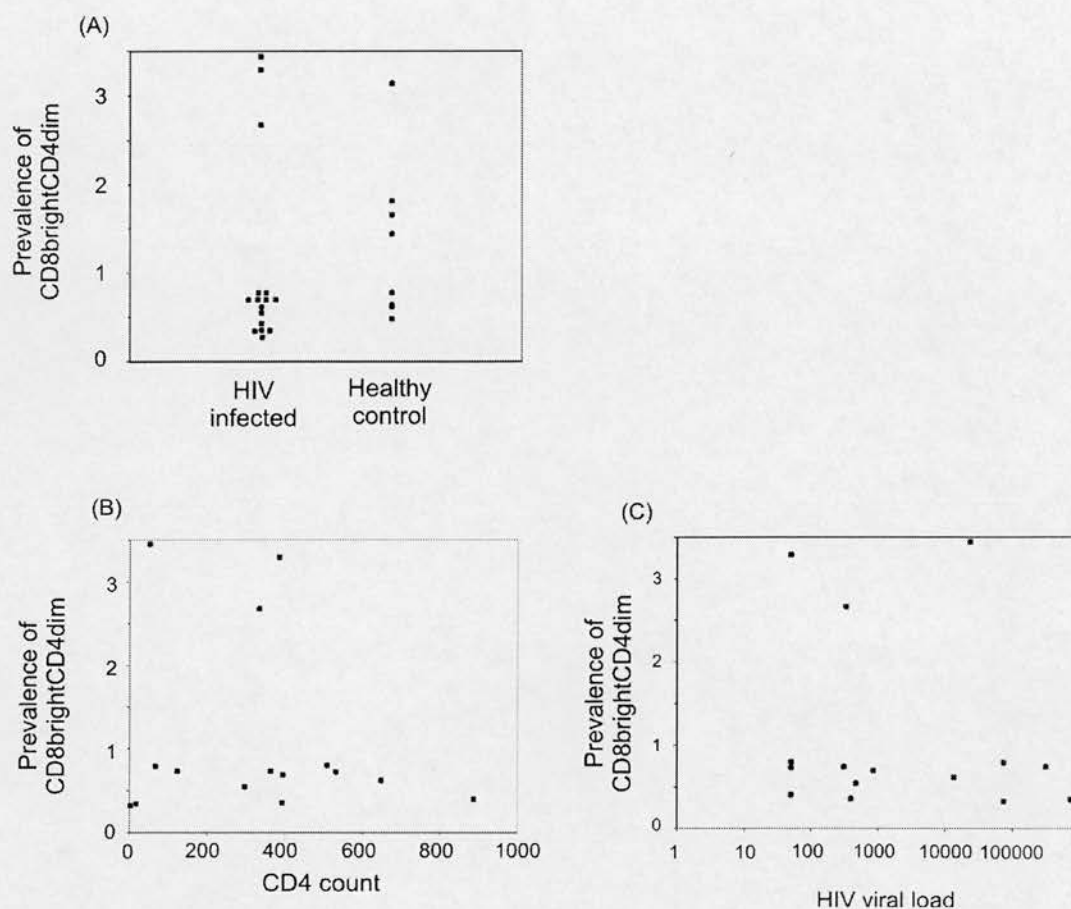 (A)
Prevalence of
CD8brightCD4dim
3
2
1
0
HIV
infected
Healthy
control
(B)
Prevalence of
CD8brightCD4dim
3
2
1
0
0 200 400 600 800 1000
CD4 count
(C)
Prevalence of
CD8brightCD4dim
3
2
1
0
1 10 100 1000 10000 100000
HIV viral load